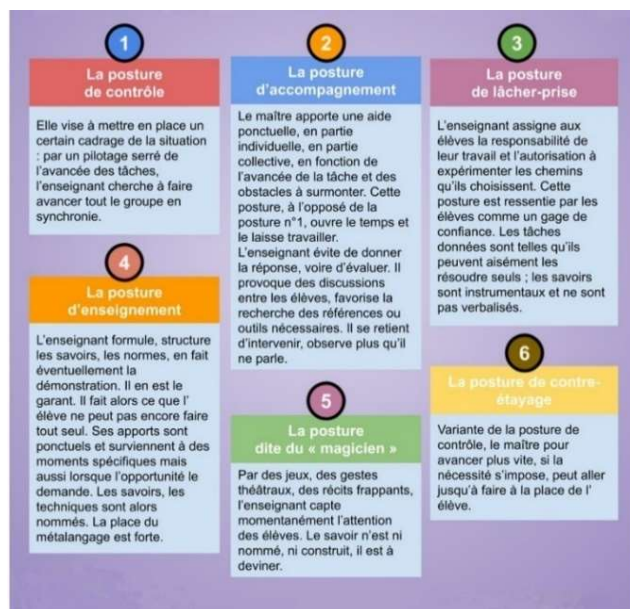 1
La posture
de contrôle
Elle vise à mettre en place un
certain cadrage de la situation
: par un pilotage serré de
l'avancée des tâches,
l'enseignant cherche à faire
avancer tout le groupe en
synchronie.
2
La posture
d'accompagnement
Le maître apporte une aide
ponctuelle, en partie
individuelle, en partie
collective, en fonction de
l'avancée de la tâche et des
obstacles à surmonter. Cette
posture, à l'opposé de la
posture n°1, ouvre le temps et
le laisse travailler.
L'enseignant évite de donner
la réponse, voire d'évaluer. Il
provoque des discussions
entre les élèves, favorise la
recherche des références ou
outils nécessaires. Il se retient
d'intervenir, observe plus qu'il
ne parle.
3
La posture
de lâcher-prise
L'enseignant assigne aux
élèves la responsabilité de
leur travail et l'autorisation à
expérimenter les chemins
qu'ils choisissent. Cette
posture est ressentie par les
élèves comme un gage de
confiance. Les tâches
données sont telles qu'ils
peuvent aisément les
résoudre seuls ; les savoirs
sont instrumentaux et ne sont
pas verbalisés.
4
La posture
d'enseignement
L'enseignant formule, structure
les savoirs, les normes, en fait
éventuellement la
démonstration. Il en est le
garant. Il fait alors ce que l'
élève ne peut pas encore faire
tout seul. Ses apports sont
ponctuels et surviennent à des
moments spécifiques mais
aussi lorsque l'opportunité le
demande. Les savoirs, les
techniques sont alors
nommés. La place du
métalangage est forte.
5
La posture
dite du « magicien »
Par des jeux, des gestes
théâtraux, des récits frappants,
l'enseignant capte
momentanément l'attention
des élèves. Le savoir n'est ni
nommé, ni construit, il est à
deviner.
6
La posture de contre-
étayage
Variante de la posture de
contrôle, le maître pour
avancer plus vite, si la
nécessité s'impose, peut aller
jusqu'à faire à la place de l'
élève.